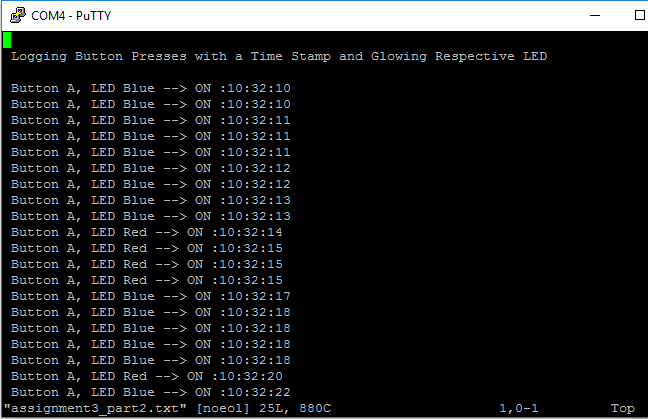 COM4 - PuTTY
Logging Button Presses with a Time Stamp and Glowing Respective LED
Button A, LED Blue --> ON :10:32:10
Button A, LED Blue --> ON :10:32:10
Button A, LED Blue --> ON :10:32:11
Button A, LED Blue --> ON :10:32:11
Button A, LED Blue --> ON :10:32:11
Button A, LED Blue --> ON :10:32:12
Button A, LED Blue --> ON :10:32:12
Button A, LED Blue --> ON :10:32:13
Button A, LED Blue --> ON :10:32:13
Button A, LED Red --> ON :10:32:14
Button A, LED Red --> ON :10:32:15
Button A, LED Red --> ON :10:32:15
Button A, LED Red --> ON :10:32:15
Button A, LED Blue --> ON :10:32:17
Button A, LED Blue --> ON :10:32:18
Button A, LED Blue --> ON :10:32:18
Button A, LED Blue --> ON :10:32:18
Button A, LED Blue --> ON :10:32:18
Button A, LED Red --> ON :10:32:20
Button A, LED Blue --> ON :10:32:22
"assignment3_part2.txt" [noeol] 25L, 880C 1,0-1 Top